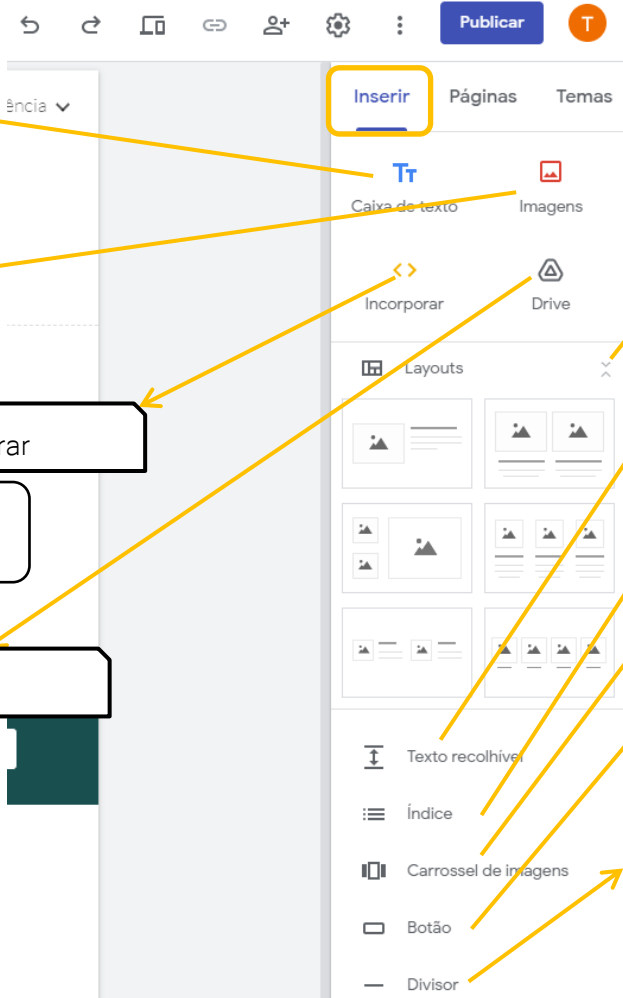 Publicar
T
ência
Inserir Páginas Temas
Tт
Caixa de texto Imagens
Incorporar Drive
Layouts
rar
Texto recolhível
Índice
Carrossel de imagens
Botão
Divisor